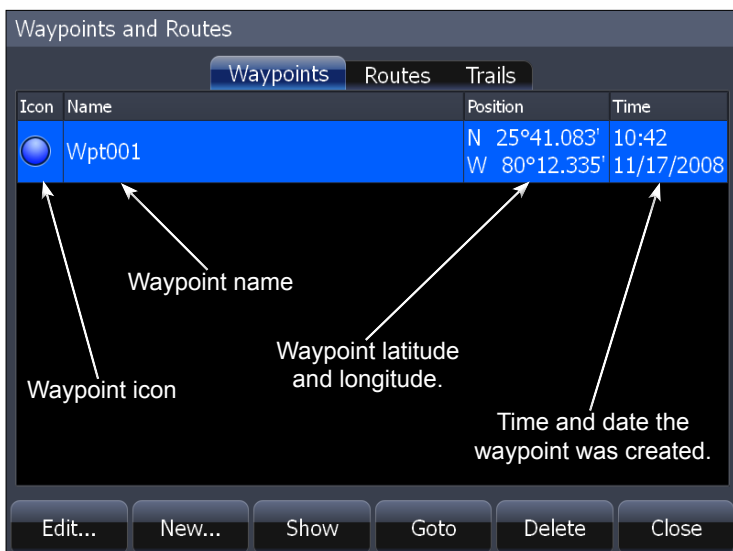 Waypoints and Routes
Waypoints Routes Trails
Icon Name Position Time
Wpt001
N 25°41.083' 10:42
W 80°12.335' 11/17/2008
Waypoint name
Waypoint latitude
and longitude.
Waypoint icon
Time and date the
waypoint was created.
Edit... New... Show Goto Delete Close